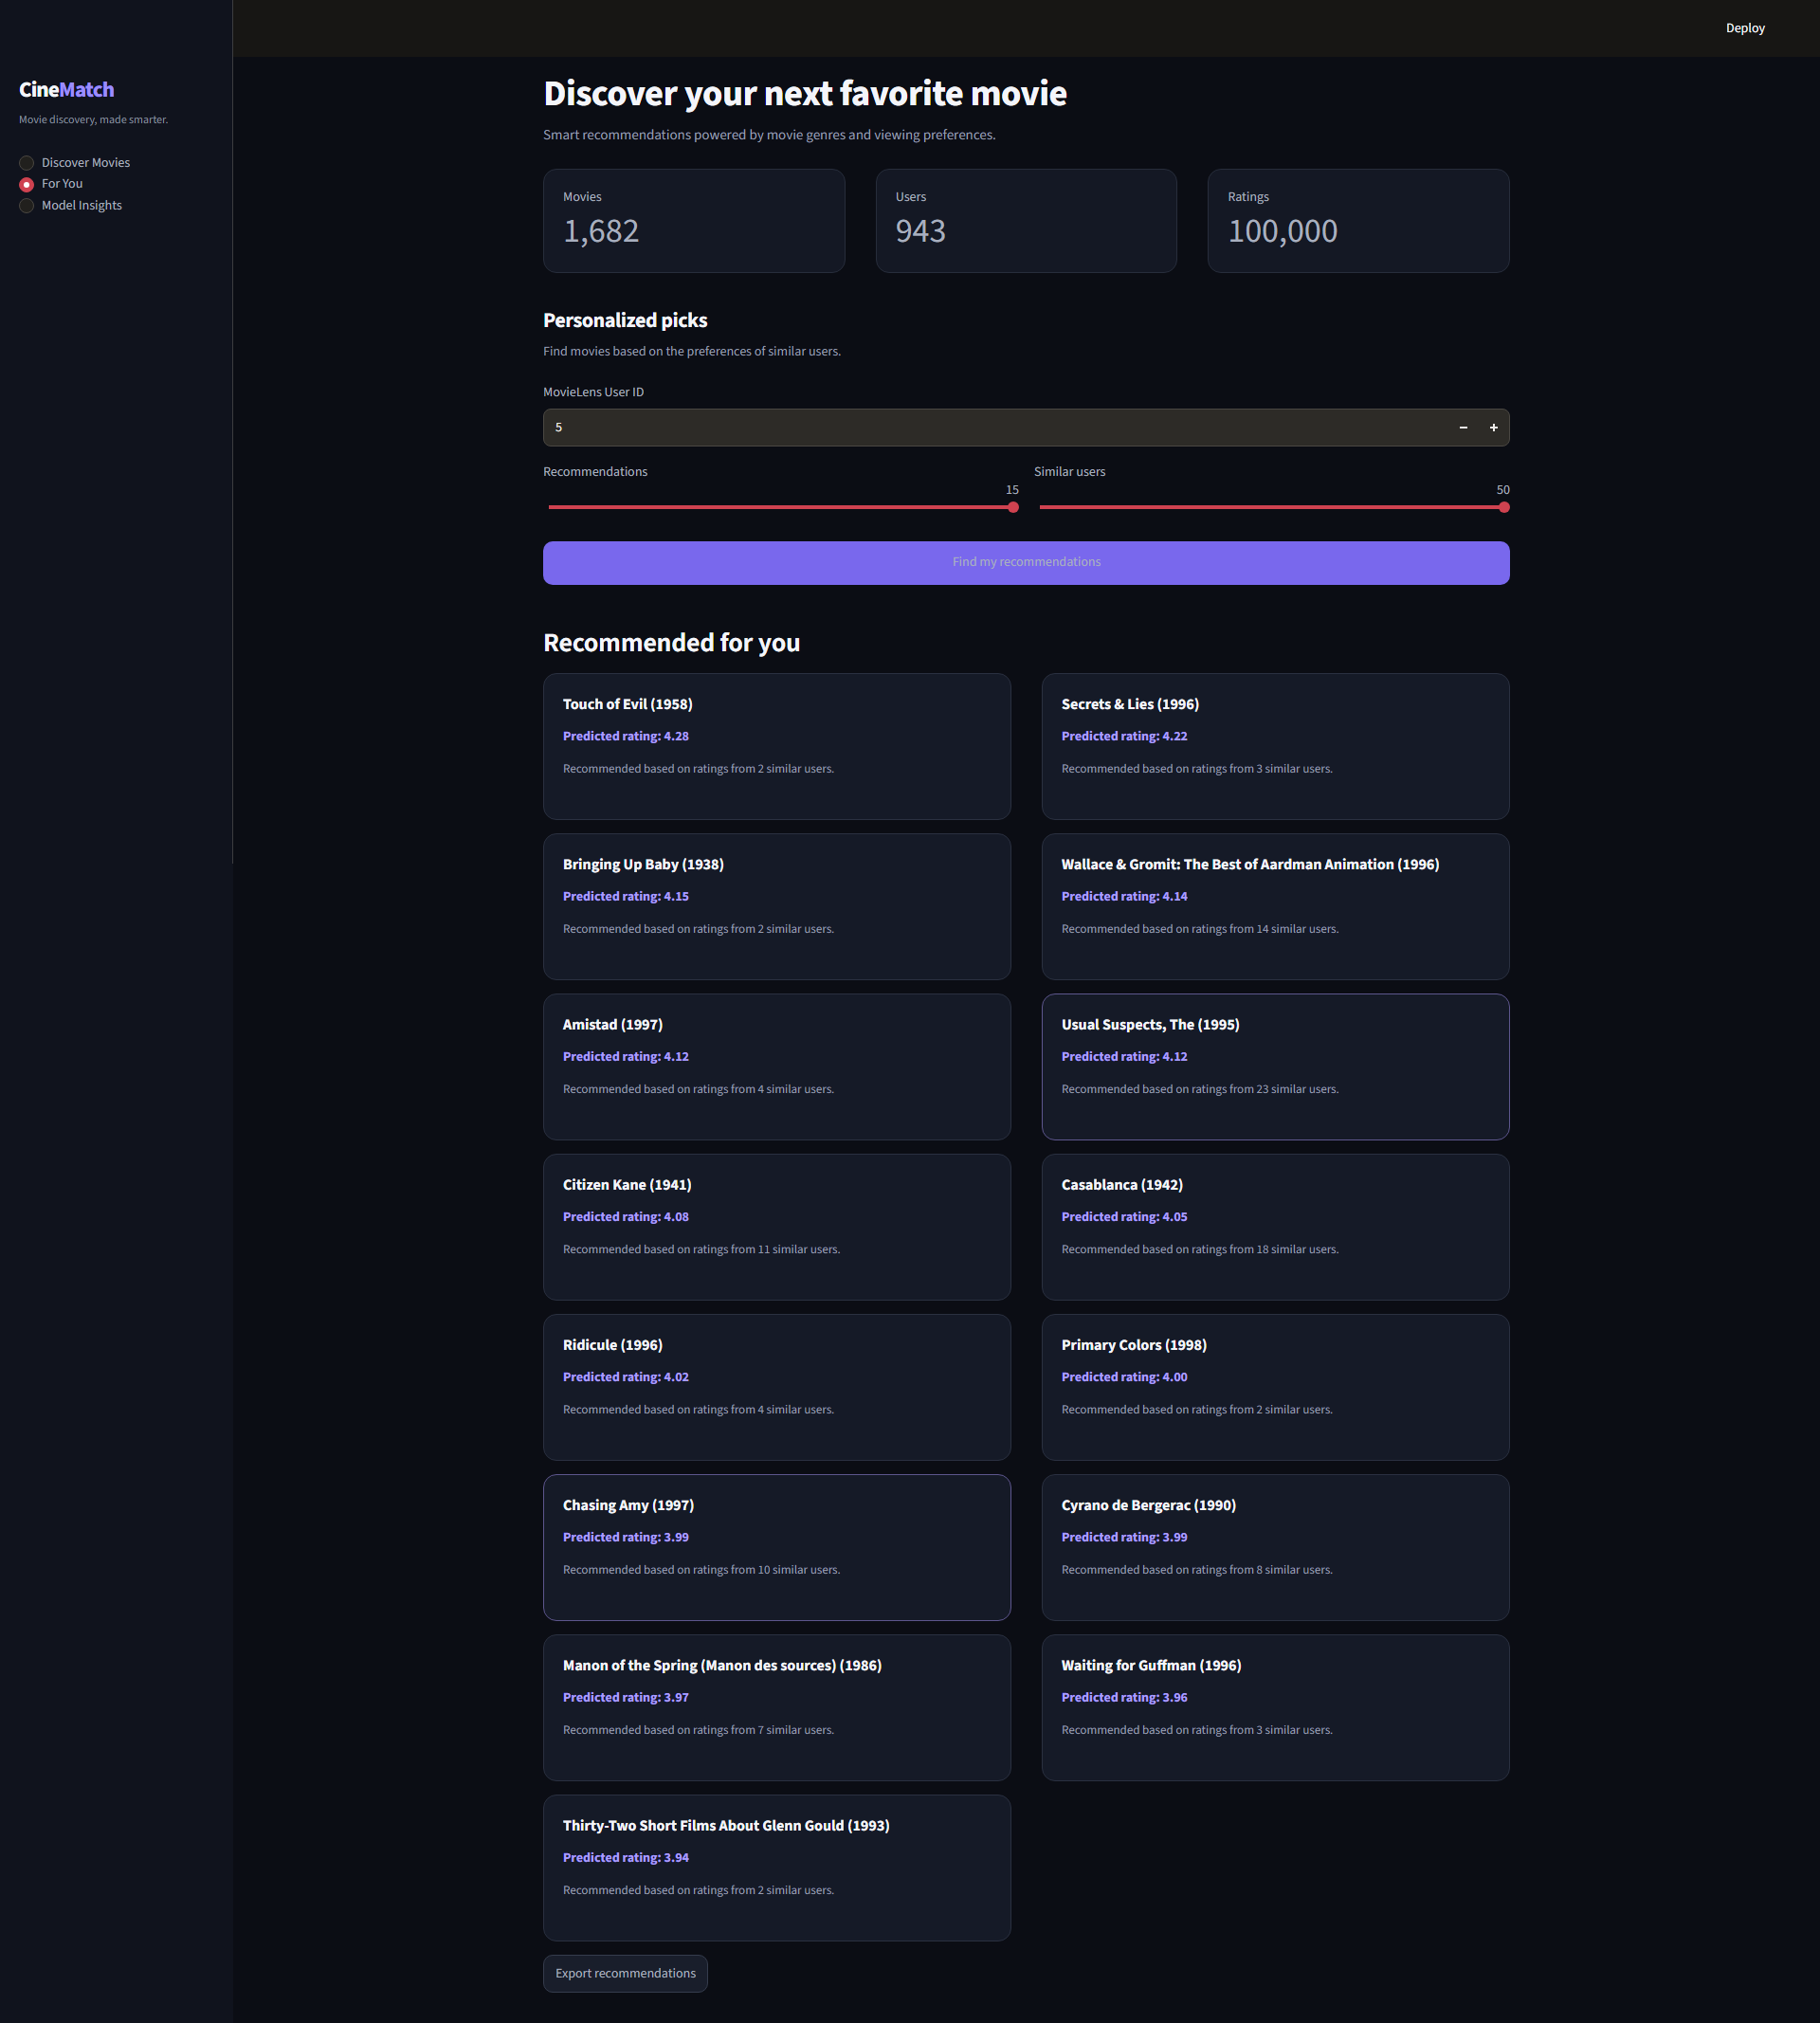 Deploy
CineMatch
Movie discovery, made smarter.
Discover Movies
For You
Model Insights
Discover your next favorite movie
Smart recommendations powered by movie genres and viewing preferences.
Movies
1,682
Users
943
Ratings
100,000
Personalized picks
Find movies based on the preferences of similar users.
MovieLens User ID
5
Recommendations
15
Similar users
50
Find my recommendations
Recommended for you
Touch of Evil (1958)
Predicted rating: 4.28
Recommended based on ratings from 2 similar users.
Secrets & Lies (1996)
Predicted rating: 4.22
Recommended based on ratings from 3 similar users.
Bringing Up Baby (1938)
Predicted rating: 4.15
Recommended based on ratings from 2 similar users.
Wallace & Gromit: The Best of Aardman Animation (1996)
Predicted rating: 4.14
Recommended based on ratings from 14 similar users.
Amistad (1997)
Predicted rating: 4.12
Recommended based on ratings from 4 similar users.
Usual Suspects, The (1995)
Predicted rating: 4.12
Recommended based on ratings from 23 similar users.
Citizen Kane (1941)
Predicted rating: 4.08
Recommended based on ratings from 11 similar users.
Casablanca (1942)
Predicted rating: 4.05
Recommended based on ratings from 18 similar users.
Ridicule (1996)
Predicted rating: 4.02
Recommended based on ratings from 4 similar users.
Primary Colors (1998)
Predicted rating: 4.00
Recommended based on ratings from 2 similar users.
Chasing Amy (1997)
Predicted rating: 3.99
Recommended based on ratings from 10 similar users.
Cyrano de Bergerac (1990)
Predicted rating: 3.99
Recommended based on ratings from 8 similar users.
Manon of the Spring (Manon des sources) (1986)
Predicted rating: 3.97
Recommended based on ratings from 7 similar users.
Waiting for Guffman (1996)
Predicted rating: 3.96
Recommended based on ratings from 3 similar users.
Thirty-Two Short Films About Glenn Gould (1993)
Predicted rating: 3.94
Recommended based on ratings from 2 similar users.
Export recommendations